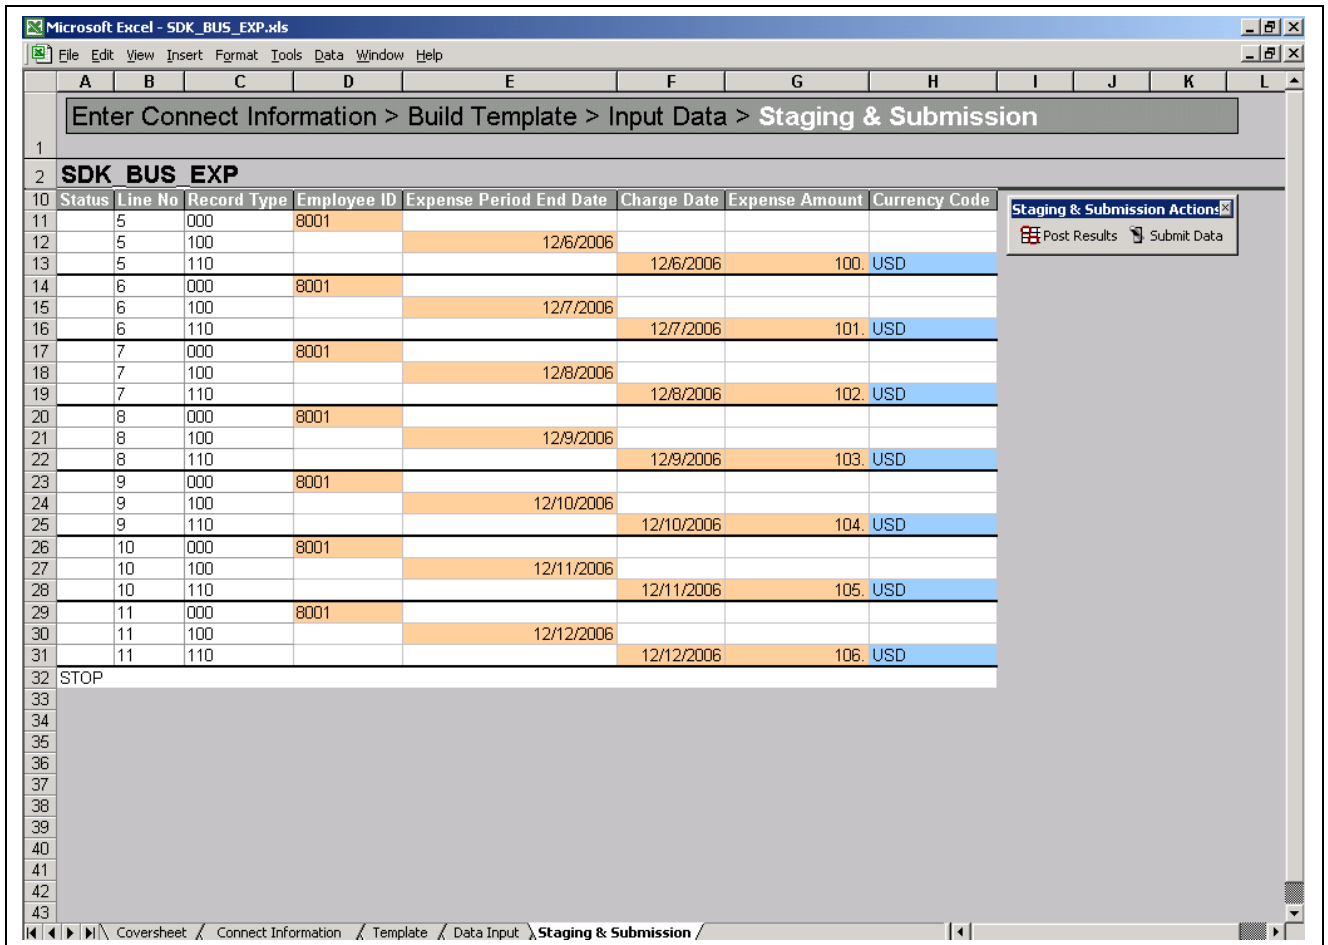 Microsoft Excel - SDK_BUS_EXP.xls
File Edit View Insert Format Tools Data Window Help
A B C D E F G H I J K L
Enter Connect Information > Build Template > Input Data > Staging & Submission
1
2 SDK_BUS_EXP
10 Status Line No Record Type Employee ID Expense Period End Date Charge Date Expense Amount Currency Code
Staging & Submission Actions
Post Results Submit Data
11 5 000 8001
12 5 100 12/6/2006
13 5 110 12/6/2006 100. USD
14 6 000 8001
15 6 100 12/7/2006
16 6 110 12/7/2006 101. USD
17 7 000 8001
18 7 100 12/8/2006
19 7 110 12/8/2006 102. USD
20 8 000 8001
21 8 100 12/9/2006
22 8 110 12/9/2006 103. USD
23 9 000 8001
24 9 100 12/10/2006
25 9 110 12/10/2006 104. USD
26 10 000 8001
27 10 100 12/11/2006
28 10 110 12/11/2006 105. USD
29 11 000 8001
30 11 100 12/12/2006
31 11 110 12/12/2006 106. USD
32 STOP
33
34
35
36
37
38
39
40
41
42
43
Coversheet Connect Information Template Data Input Staging & Submission